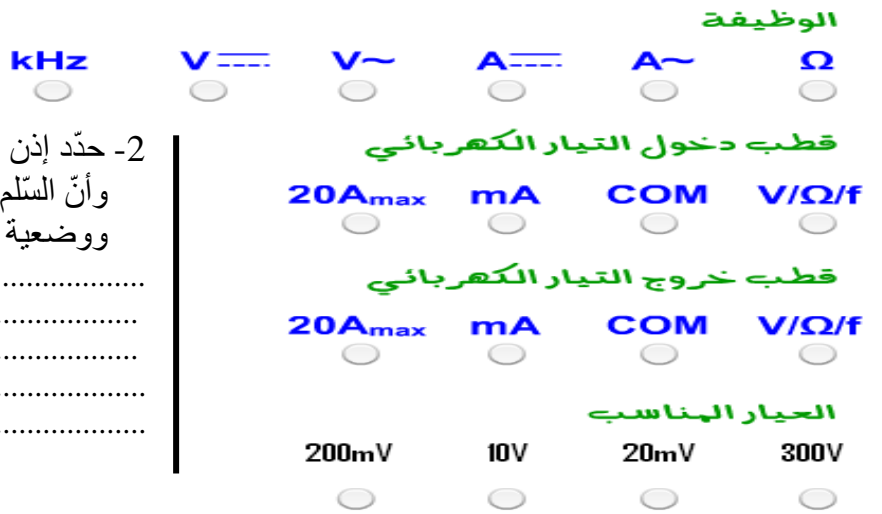 الوظيفة
kHz V⎓ V~ A⎓ A~ Ω
قطب دخول التيار الكهربائي
20Amax mA COM V/Ω/f
قطب خروج التيار الكهربائي
20Amax mA COM V/Ω/f
العيار المناسب
200mV 10V 20mV 300V
2- حدّد إذن
وأنّ السّلم
ووضعية
...................
.................
.................
..................
..................